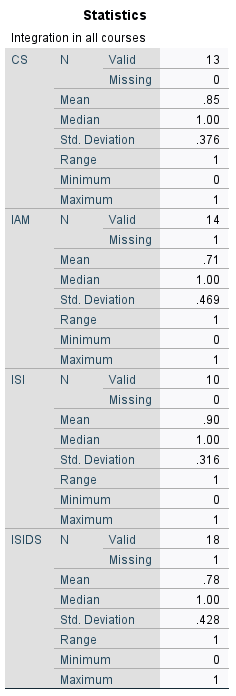 Statistics
Integration in all courses
CS N Valid 13
Missing 0
Mean .85
Median 1.00
Std. Deviation .376
Range 1
Minimum 0
Maximum 1
IAM N Valid 14
Missing 1
Mean .71
Median 1.00
Std. Deviation .469
Range 1
Minimum 0
Maximum 1
ISI N Valid 10
Missing 0
Mean .90
Median 1.00
Std. Deviation .316
Range 1
Minimum 0
Maximum 1
ISIDS N Valid 18
Missing 1
Mean .78
Median 1.00
Std. Deviation .428
Range 1
Minimum 0
Maximum 1